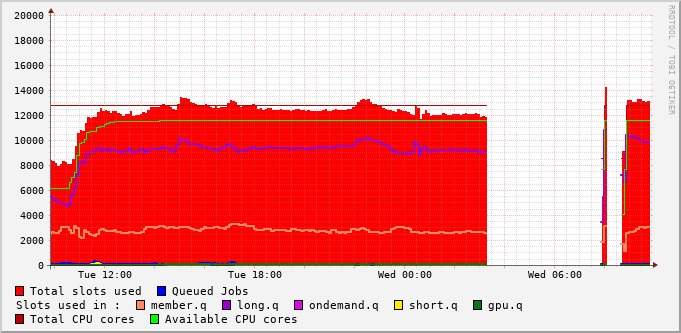 20000
18000
16000
14000
12000
10000
8000
6000
4000
2000
0
Tue 12:00 Tue 18:00 Wed 00:00 Wed 06:00
RRDTOOL / TOBI OETIKER
Total slots used Queued Jobs
Slots used in : member.q long.q ondemand.q short.q gpu.q
Total CPU cores Available CPU cores